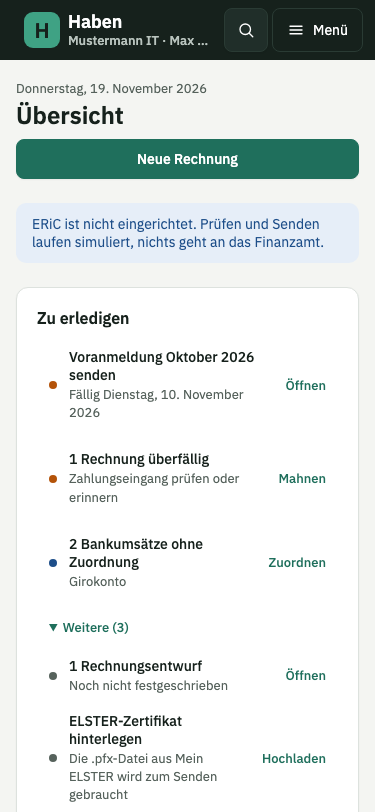 H
Haben
Mustermann IT · Max ...
Menü
Donnerstag, 19. November 2026
Übersicht
Neue Rechnung
ERiC ist nicht eingerichtet. Prüfen und Senden
laufen simuliert, nichts geht an das Finanzamt.
Zu erledigen
Voranmeldung Oktober 2026
senden
Fällig Dienstag, 10. November
2026
Öffnen
1 Rechnung überfällig
Zahlungseingang prüfen oder
erinnern
Mahnen
2 Bankumsätze ohne
Zuordnung
Girokonto
Zuordnen
Weitere (3)
1 Rechnungsentwurf
Noch nicht festgeschrieben
Öffnen
ELSTER-Zertifikat
hinterlegen
Die .pfx-Datei aus Mein
ELSTER wird zum Senden
gebraucht
Hochladen